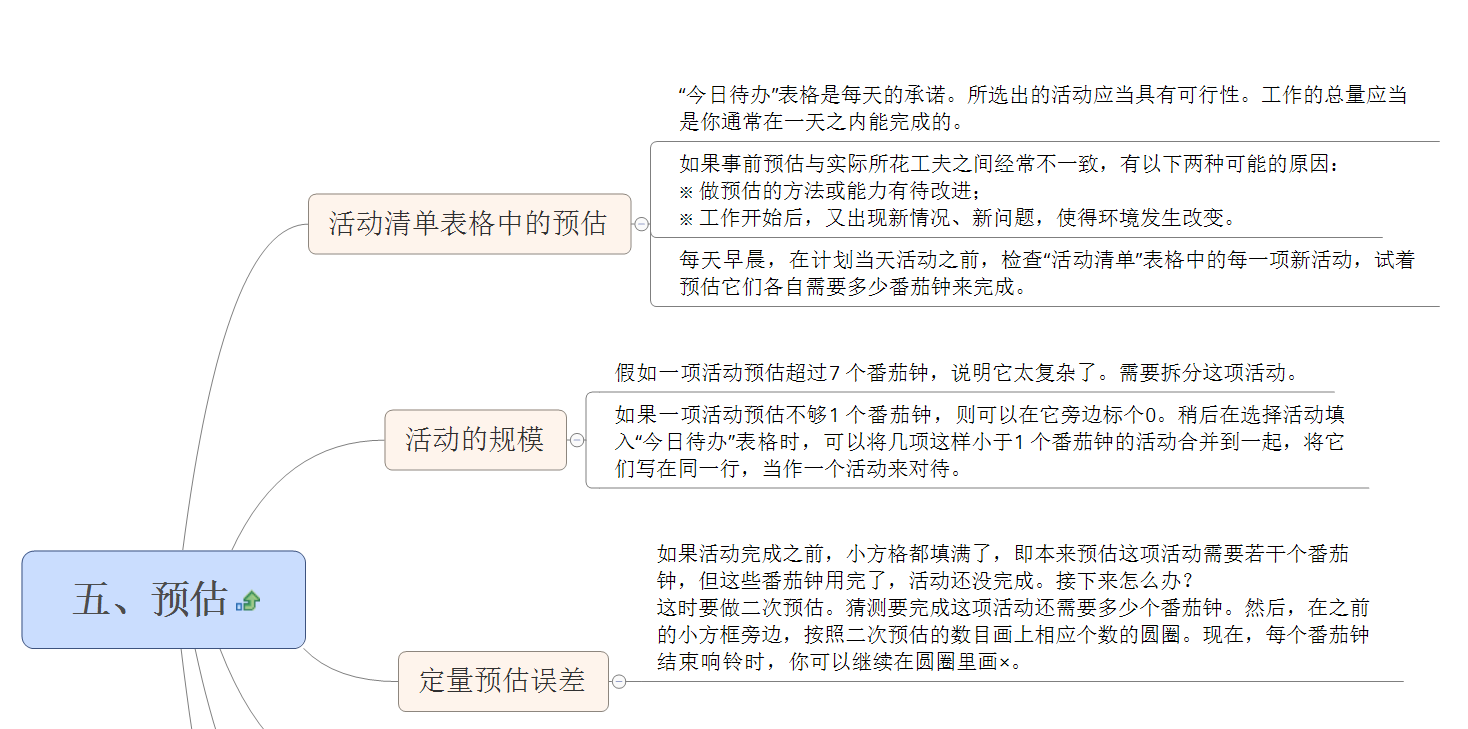 “今日待办”表格是每天的承诺。所选出的活动应当具有可行性。工作的总量应当
是你通常在一天之内能完成的。
如果事前预估与实际所花工夫之间经常不一致，有以下两种可能的原因：
※ 做预估的方法或能力有待改进；
※ 工作开始后，又出现新情况、新问题，使得环境发生改变。
活动清单表格中的预估
每天早晨，在计划当天活动之前，检查“活动清单”表格中的每一项新活动，试着
预估它们各自需要多少番茄钟来完成。
假如一项活动预估超过7 个番茄钟，说明它太复杂了。需要拆分这项活动。
如果一项活动预估不够1 个番茄钟，则可以在它旁边标个0。稍后在选择活动填
入“今日待办”表格时，可以将几项这样小于1 个番茄钟的活动合并到一起，将它
们写在同一行，当作一个活动来对待。
活动的规模
五、预估
如果活动完成之前，小方格都填满了，即本来预估这项活动需要若干个番茄
钟，但这些番茄钟用完了，活动还没完成。接下来怎么办？
这时要做二次预估。猜测要完成这项活动还需要多少个番茄钟。然后，在之前
的小方框旁边，按照二次预估的数目画上相应个数的圆圈。现在，每个番茄钟
结束响铃时，你可以继续在圆圈里画×。
定量预估误差